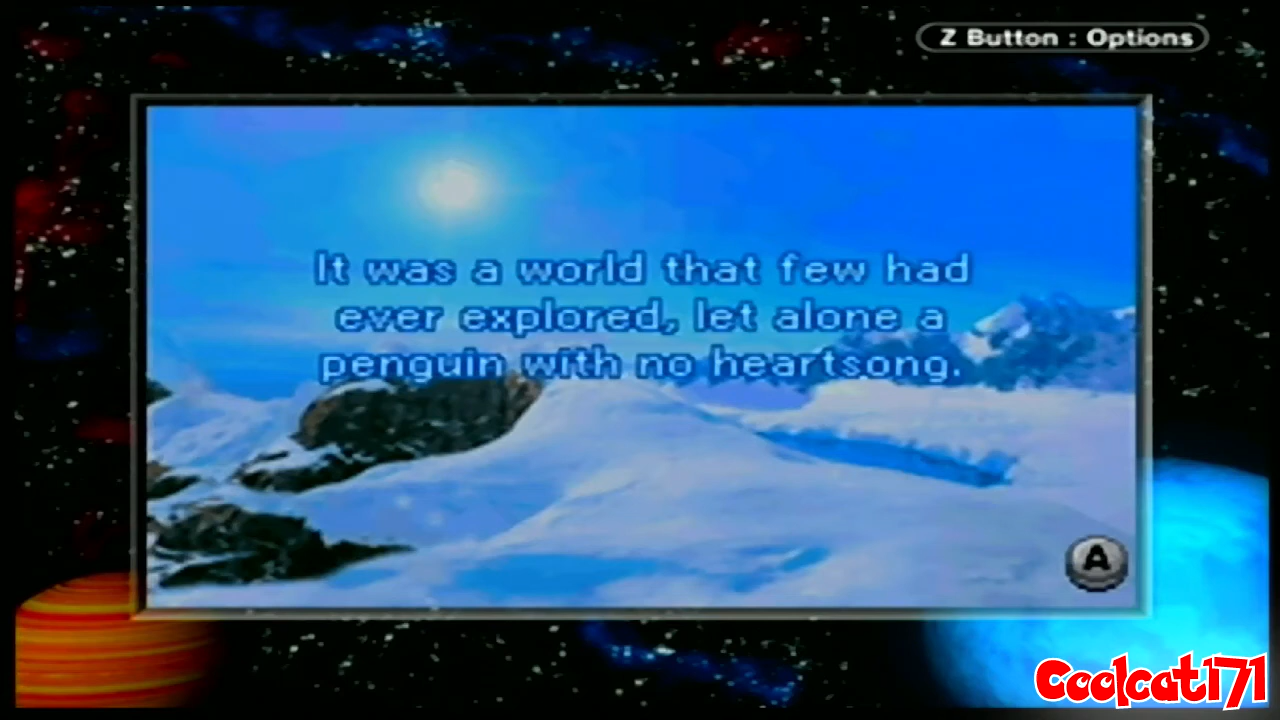 Z Button : Options
It was a world that few had
ever explored, let alone a
penguin with no heartsong.
A
Coolcat171